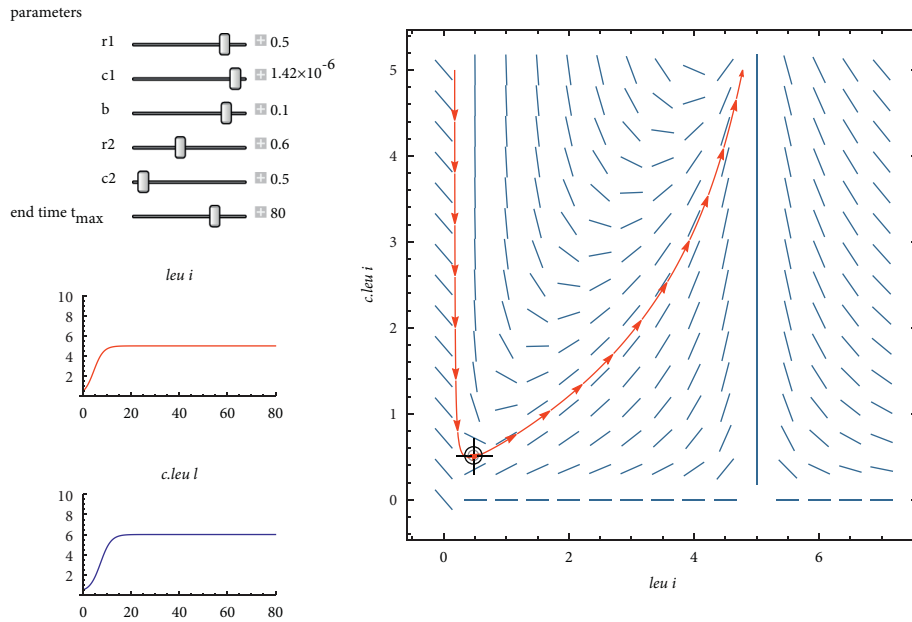 parameters
r1 0.5
c1 1.42×10⁻⁶
b 0.1
r2 0.6
c2 0.5
end time tmax 80
leu i
10
8
6
4
2
0 20 40 60 80
c.leu l
10
8
6
4
2
0 20 40 60 80
5
4
3
2
1
0
c.leu i
0 2 4 6
leu i